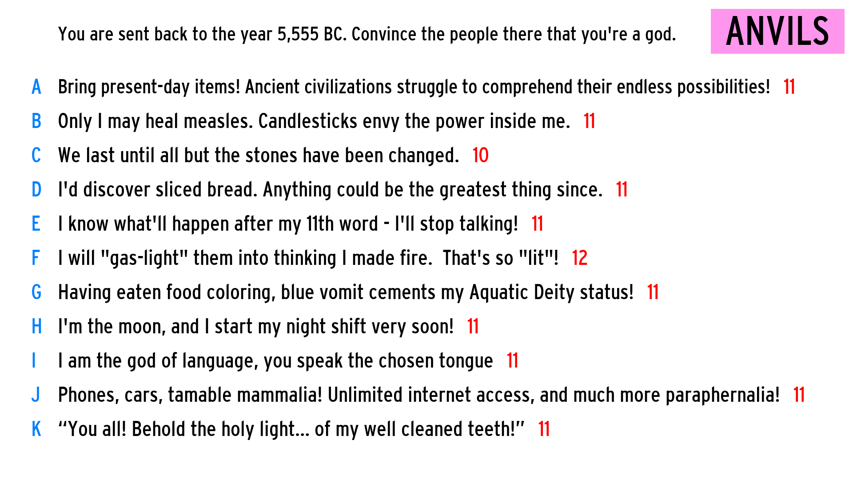 You are sent back to the year 5,555 BC. Convince the people there that you're a god.
ANVILS
A Bring present-day items! Ancient civilizations struggle to comprehend their endless possibilities! 11
B Only I may heal measles. Candlesticks envy the power inside me. 11
C We last until all but the stones have been changed. 10
D I'd discover sliced bread. Anything could be the greatest thing since. 11
E I know what'll happen after my 11th word - I'll stop talking! 11
F I will "gas-light" them into thinking I made fire. That's so "lit"! 12
G Having eaten food coloring, blue vomit cements my Aquatic Deity status! 11
H I'm the moon, and I start my night shift very soon! 11
I I am the god of language, you speak the chosen tongue 11
J Phones, cars, tamable mammalia! Unlimited internet access, and much more paraphernalia! 11
K “You all! Behold the holy light... of my well cleaned teeth!” 11